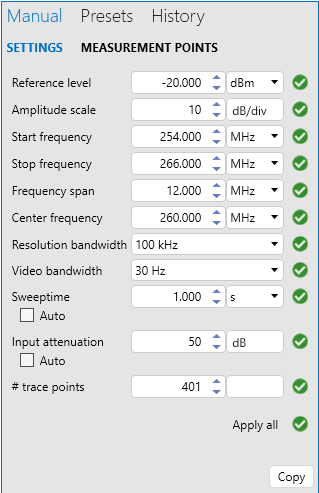 Manual Presets History
SETTINGS MEASUREMENT POINTS
Reference level -20.000 dBm
Amplitude scale 10 dB/div
Start frequency 254.000 MHz
Stop frequency 266.000 MHz
Frequency span 12.000 MHz
Center frequency 260.000 MHz
Resolution bandwidth 100 kHz
Video bandwidth 30 Hz
Sweeptime 1.000 s
Auto
Input attenuation 50 dB
Auto
# trace points 401
Apply all
Copy